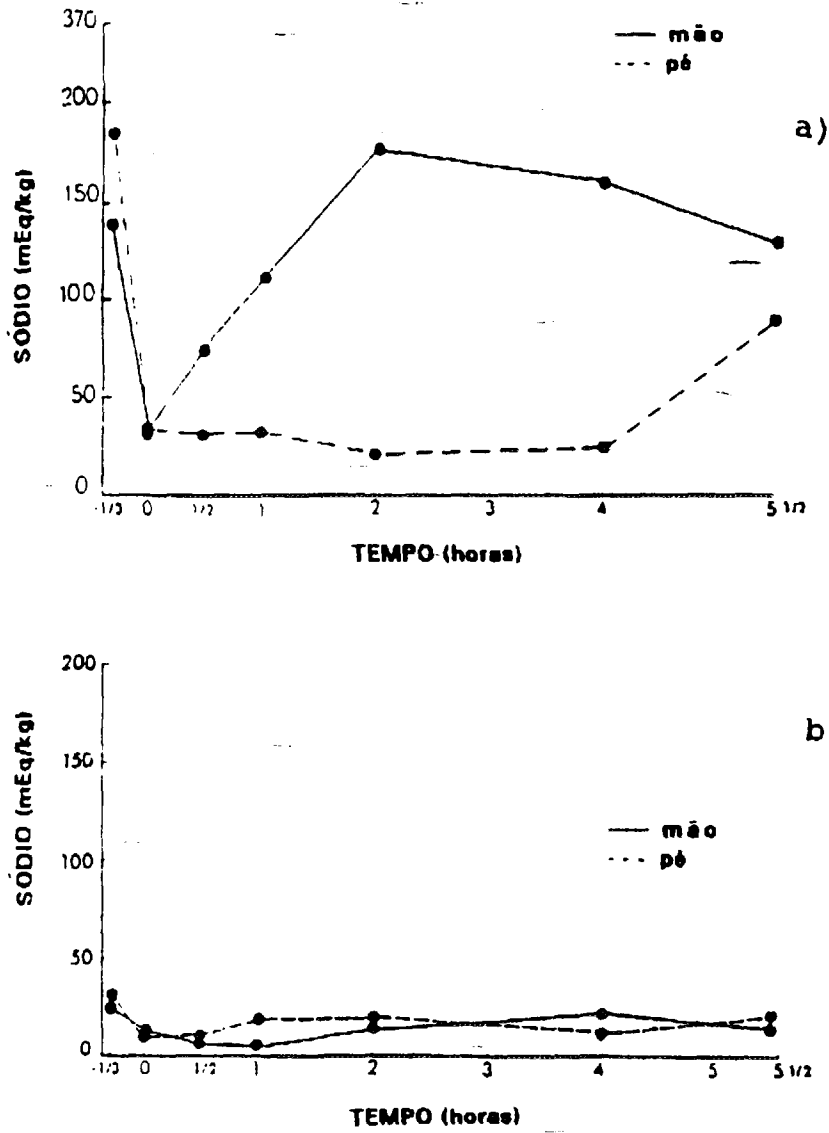 370
200
150
100
50
0
SÓDIO (mEq/kg)
mão
pé
a)
-1/3 0 1/2 1 2 3 4 5 1/2
TEMPO (horas)
200
150
100
50
0
SÓDIO (mEq/kg)
b
mão
pé
-1/3 0 1/2 1 2 3 4 5 5 1/2
TEMPO (horas)